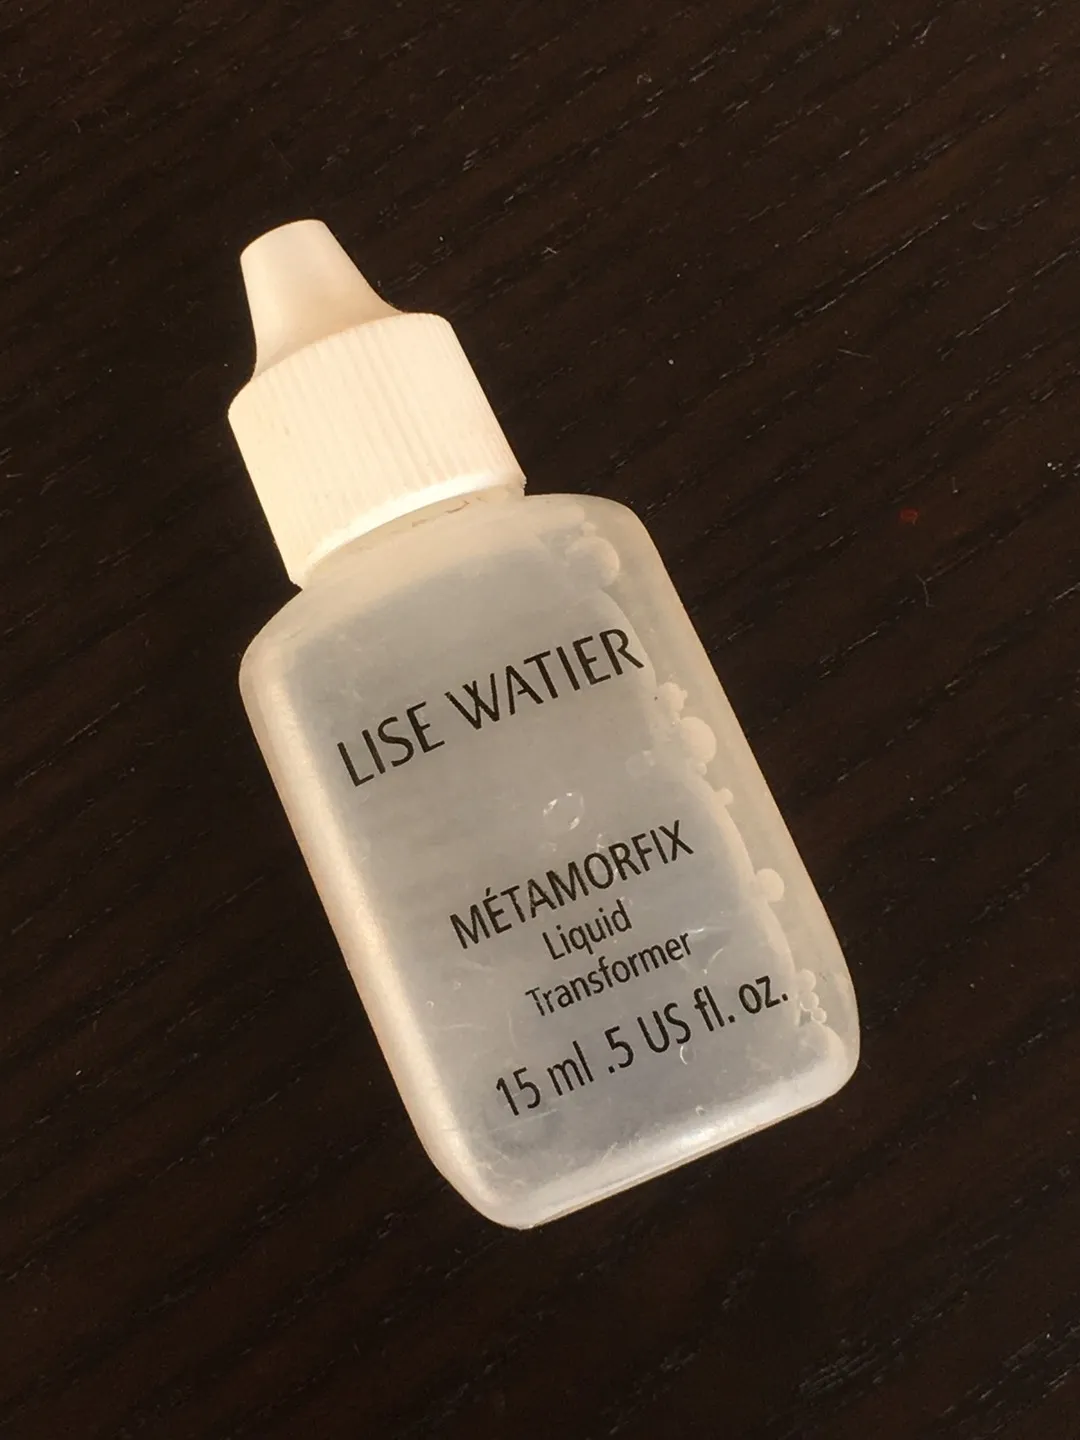 LISE WATIER
MÉTAMORFIX
Liquid
Transformer
15 ml .5 US fl. oz.